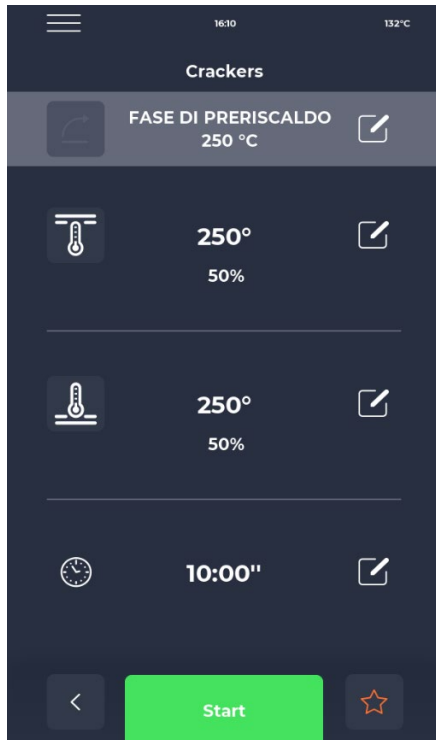 16:10
132°C
Crackers
FASE DI PRERISCALDO
250 °C
250°
50%
250°
50%
10:00"
Start